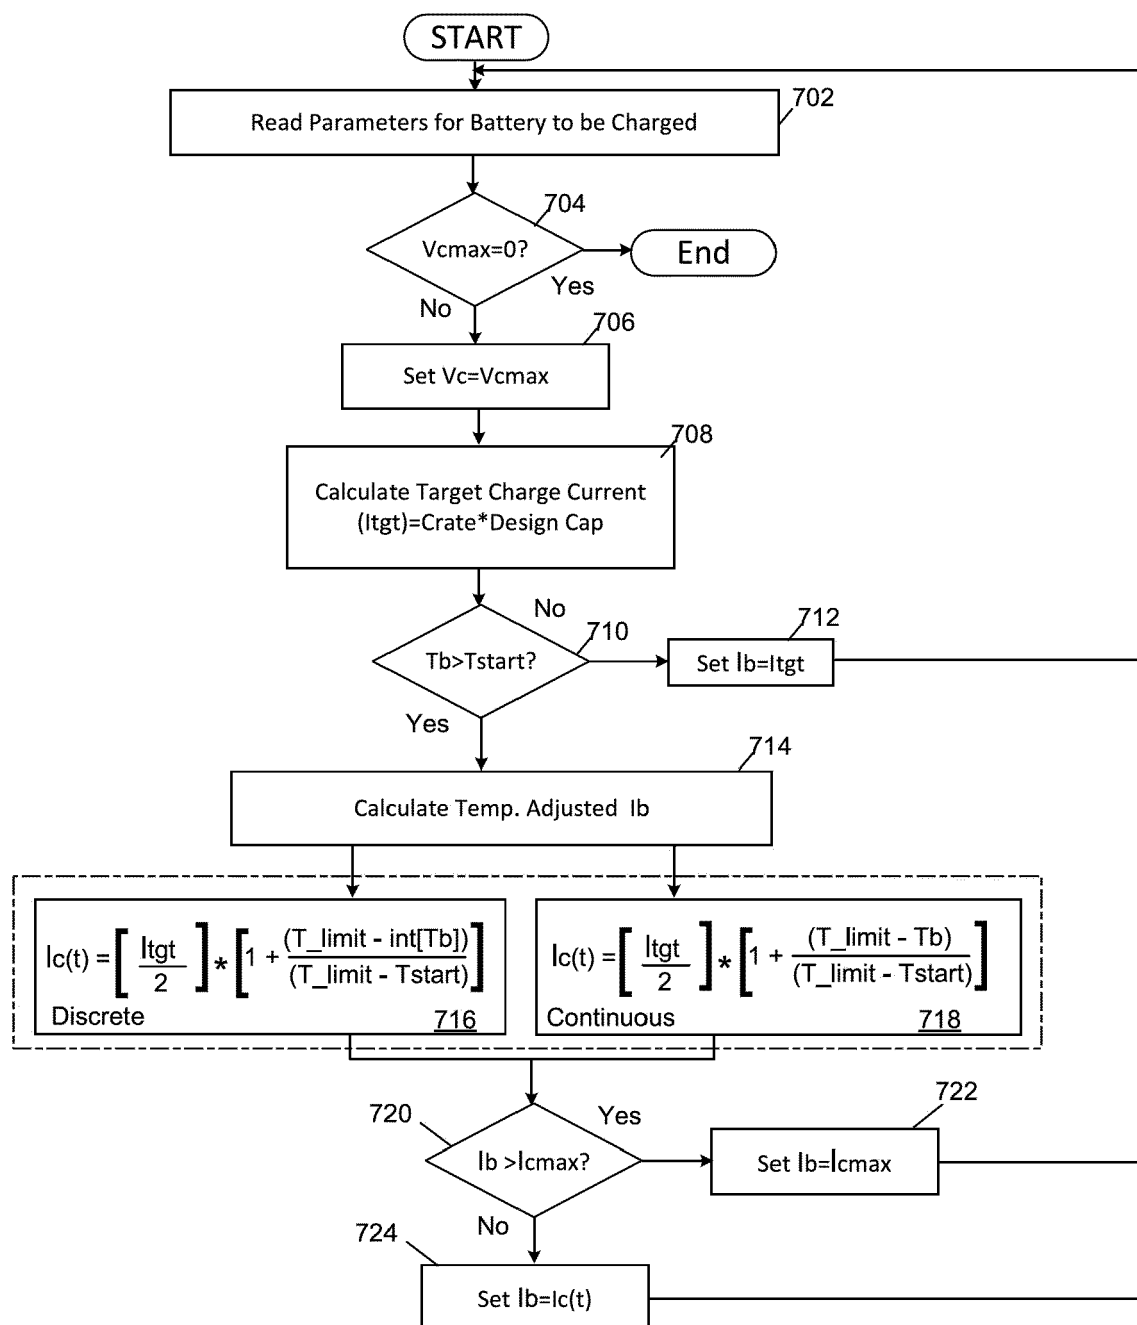 START
Read Parameters for Battery to be Charged
702
704
Vcmax=0?
End
Yes
No
706
Set Vc=Vcmax
708
Calculate Target Charge Current
(Itgt)=Crate*Design Cap
No
710
712
Tb>Tstart?
Set Ib=Itgt
Yes
714
Calculate Temp. Adjusted Ib
Ic(t) = [ Itgt / 2 ] * [ 1 + (T_limit - int[Tb]) / (T_limit - Tstart) ]
Discrete
716
Ic(t) = [ Itgt / 2 ] * [ 1 + (T_limit - Tb) / (T_limit - Tstart) ]
Continuous
718
720
Yes
722
Ib >Icmax?
Set Ib=Icmax
No
724
Set Ib=Ic(t)